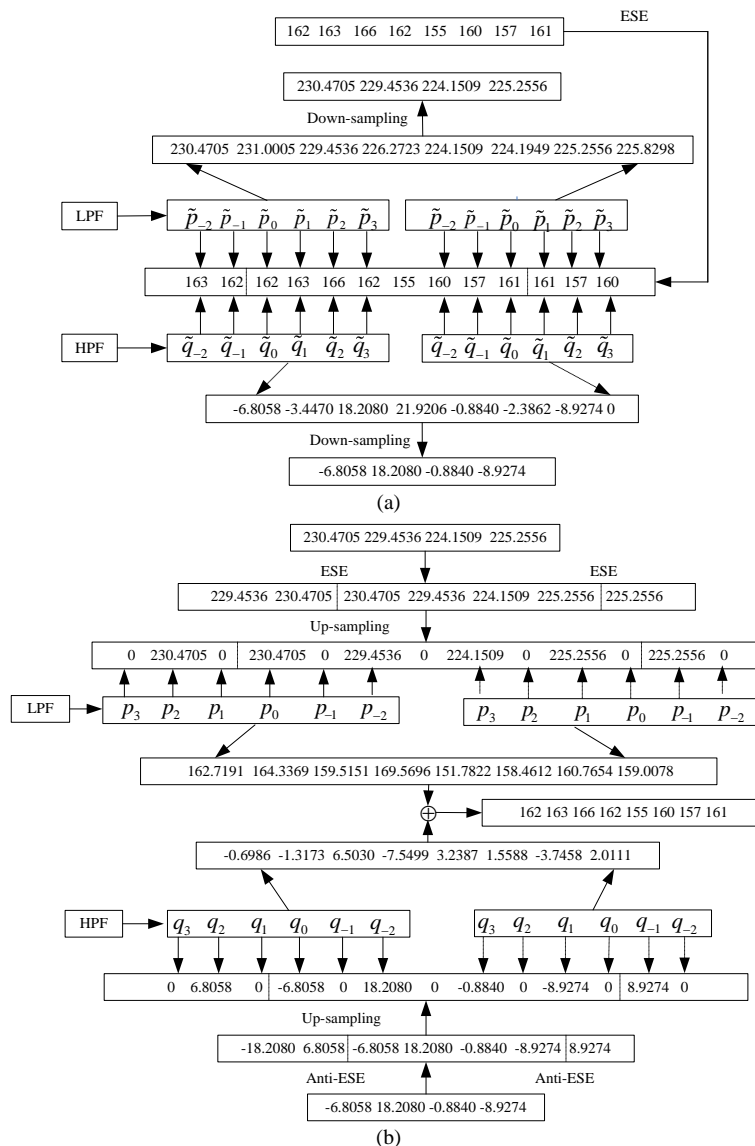 ESE
162 163 166 162 155 160 157 161
230.4705 229.4536 224.1509 225.2556
Down-sampling
230.4705 231.0005 229.4536 226.2723 224.1509 224.1949 225.2556 225.8298
LPF
p̃₋₂ p̃₋₁ p̃₀ p̃₁ p̃₂ p̃₃ p̃₋₂ p̃₋₁ p̃₀ p̃₁ p̃₂ p̃₃
163 162 162 163 166 162 155 160 157 161 161 157 160
HPF
q̃₋₂ q̃₋₁ q̃₀ q̃₁ q̃₂ q̃₃ q̃₋₂ q̃₋₁ q̃₀ q̃₁ q̃₂ q̃₃
-6.8058 -3.4470 18.2080 21.9206 -0.8840 -2.3862 -8.9274 0
Down-sampling
-6.8058 18.2080 -0.8840 -8.9274
(a)
230.4705 229.4536 224.1509 225.2556
ESE ESE
229.4536 230.4705 230.4705 229.4536 224.1509 225.2556 225.2556
Up-sampling
0 230.4705 0 230.4705 0 229.4536 0 224.1509 0 225.2556 0 225.2556 0
LPF
p₃ p₂ p₁ p₀ p₋₁ p₋₂ p₃ p₂ p₁ p₀ p₋₁ p₋₂
162.7191 164.3369 159.5151 169.5696 151.7822 158.4612 160.7654 159.0078
162 163 166 162 155 160 157 161
-0.6986 -1.3173 6.5030 -7.5499 3.2387 1.5588 -3.7458 2.0111
HPF
q₃ q₂ q₁ q₀ q₋₁ q₋₂ q₃ q₂ q₁ q₀ q₋₁ q₋₂
0 6.8058 0 -6.8058 0 18.2080 0 -0.8840 0 -8.9274 0 8.9274 0
Up-sampling
-18.2080 6.8058 -6.8058 18.2080 -0.8840 -8.9274 8.9274
Anti-ESE Anti-ESE
-6.8058 18.2080 -0.8840 -8.9274
(b)